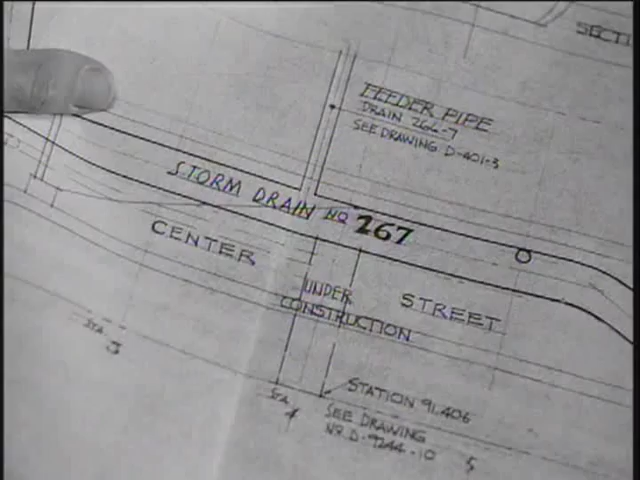 FEEDER PIPE
DRAIN 266-7
SEE DRAWING D-401-3
STORM DRAIN NO 267
CENTER STREET
UNDER
CONSTRUCTION
STA. 3
STA. 4
STATION 91.406
SEE DRAWING
NO. D-9244-10
5